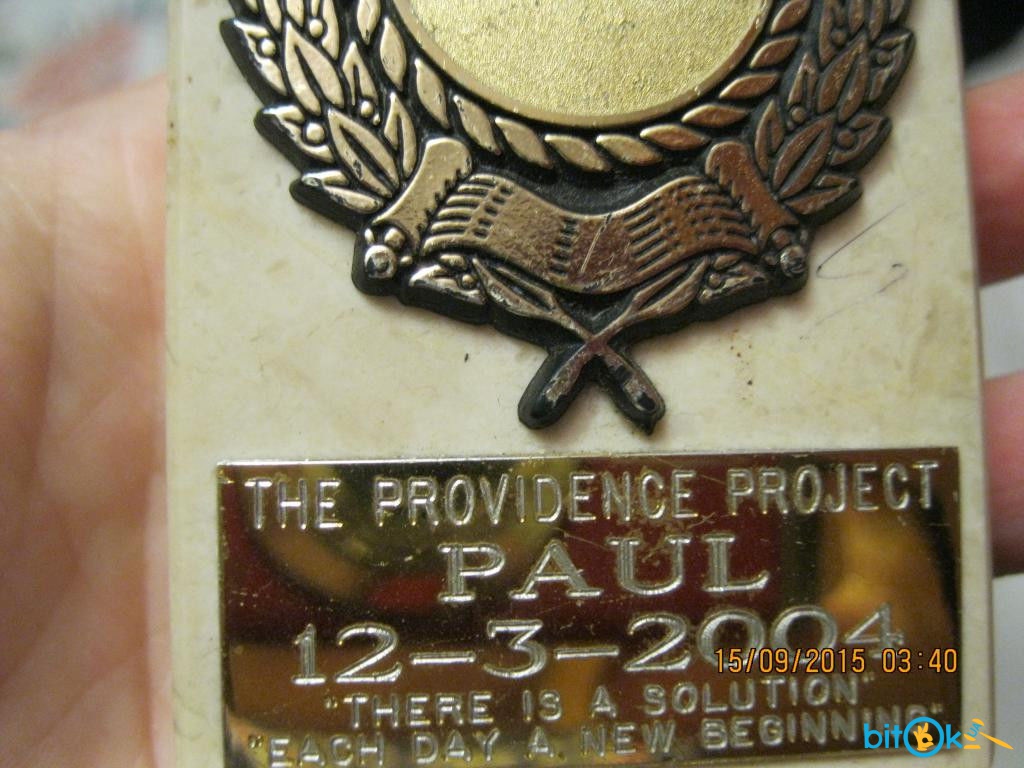 THE PROVIDENCE PROJECT
PAUL
12-3-2004
15/09/2015 03:40
"THERE IS A SOLUTION"
"EACH DAY A NEW BEGINNING"
bitok